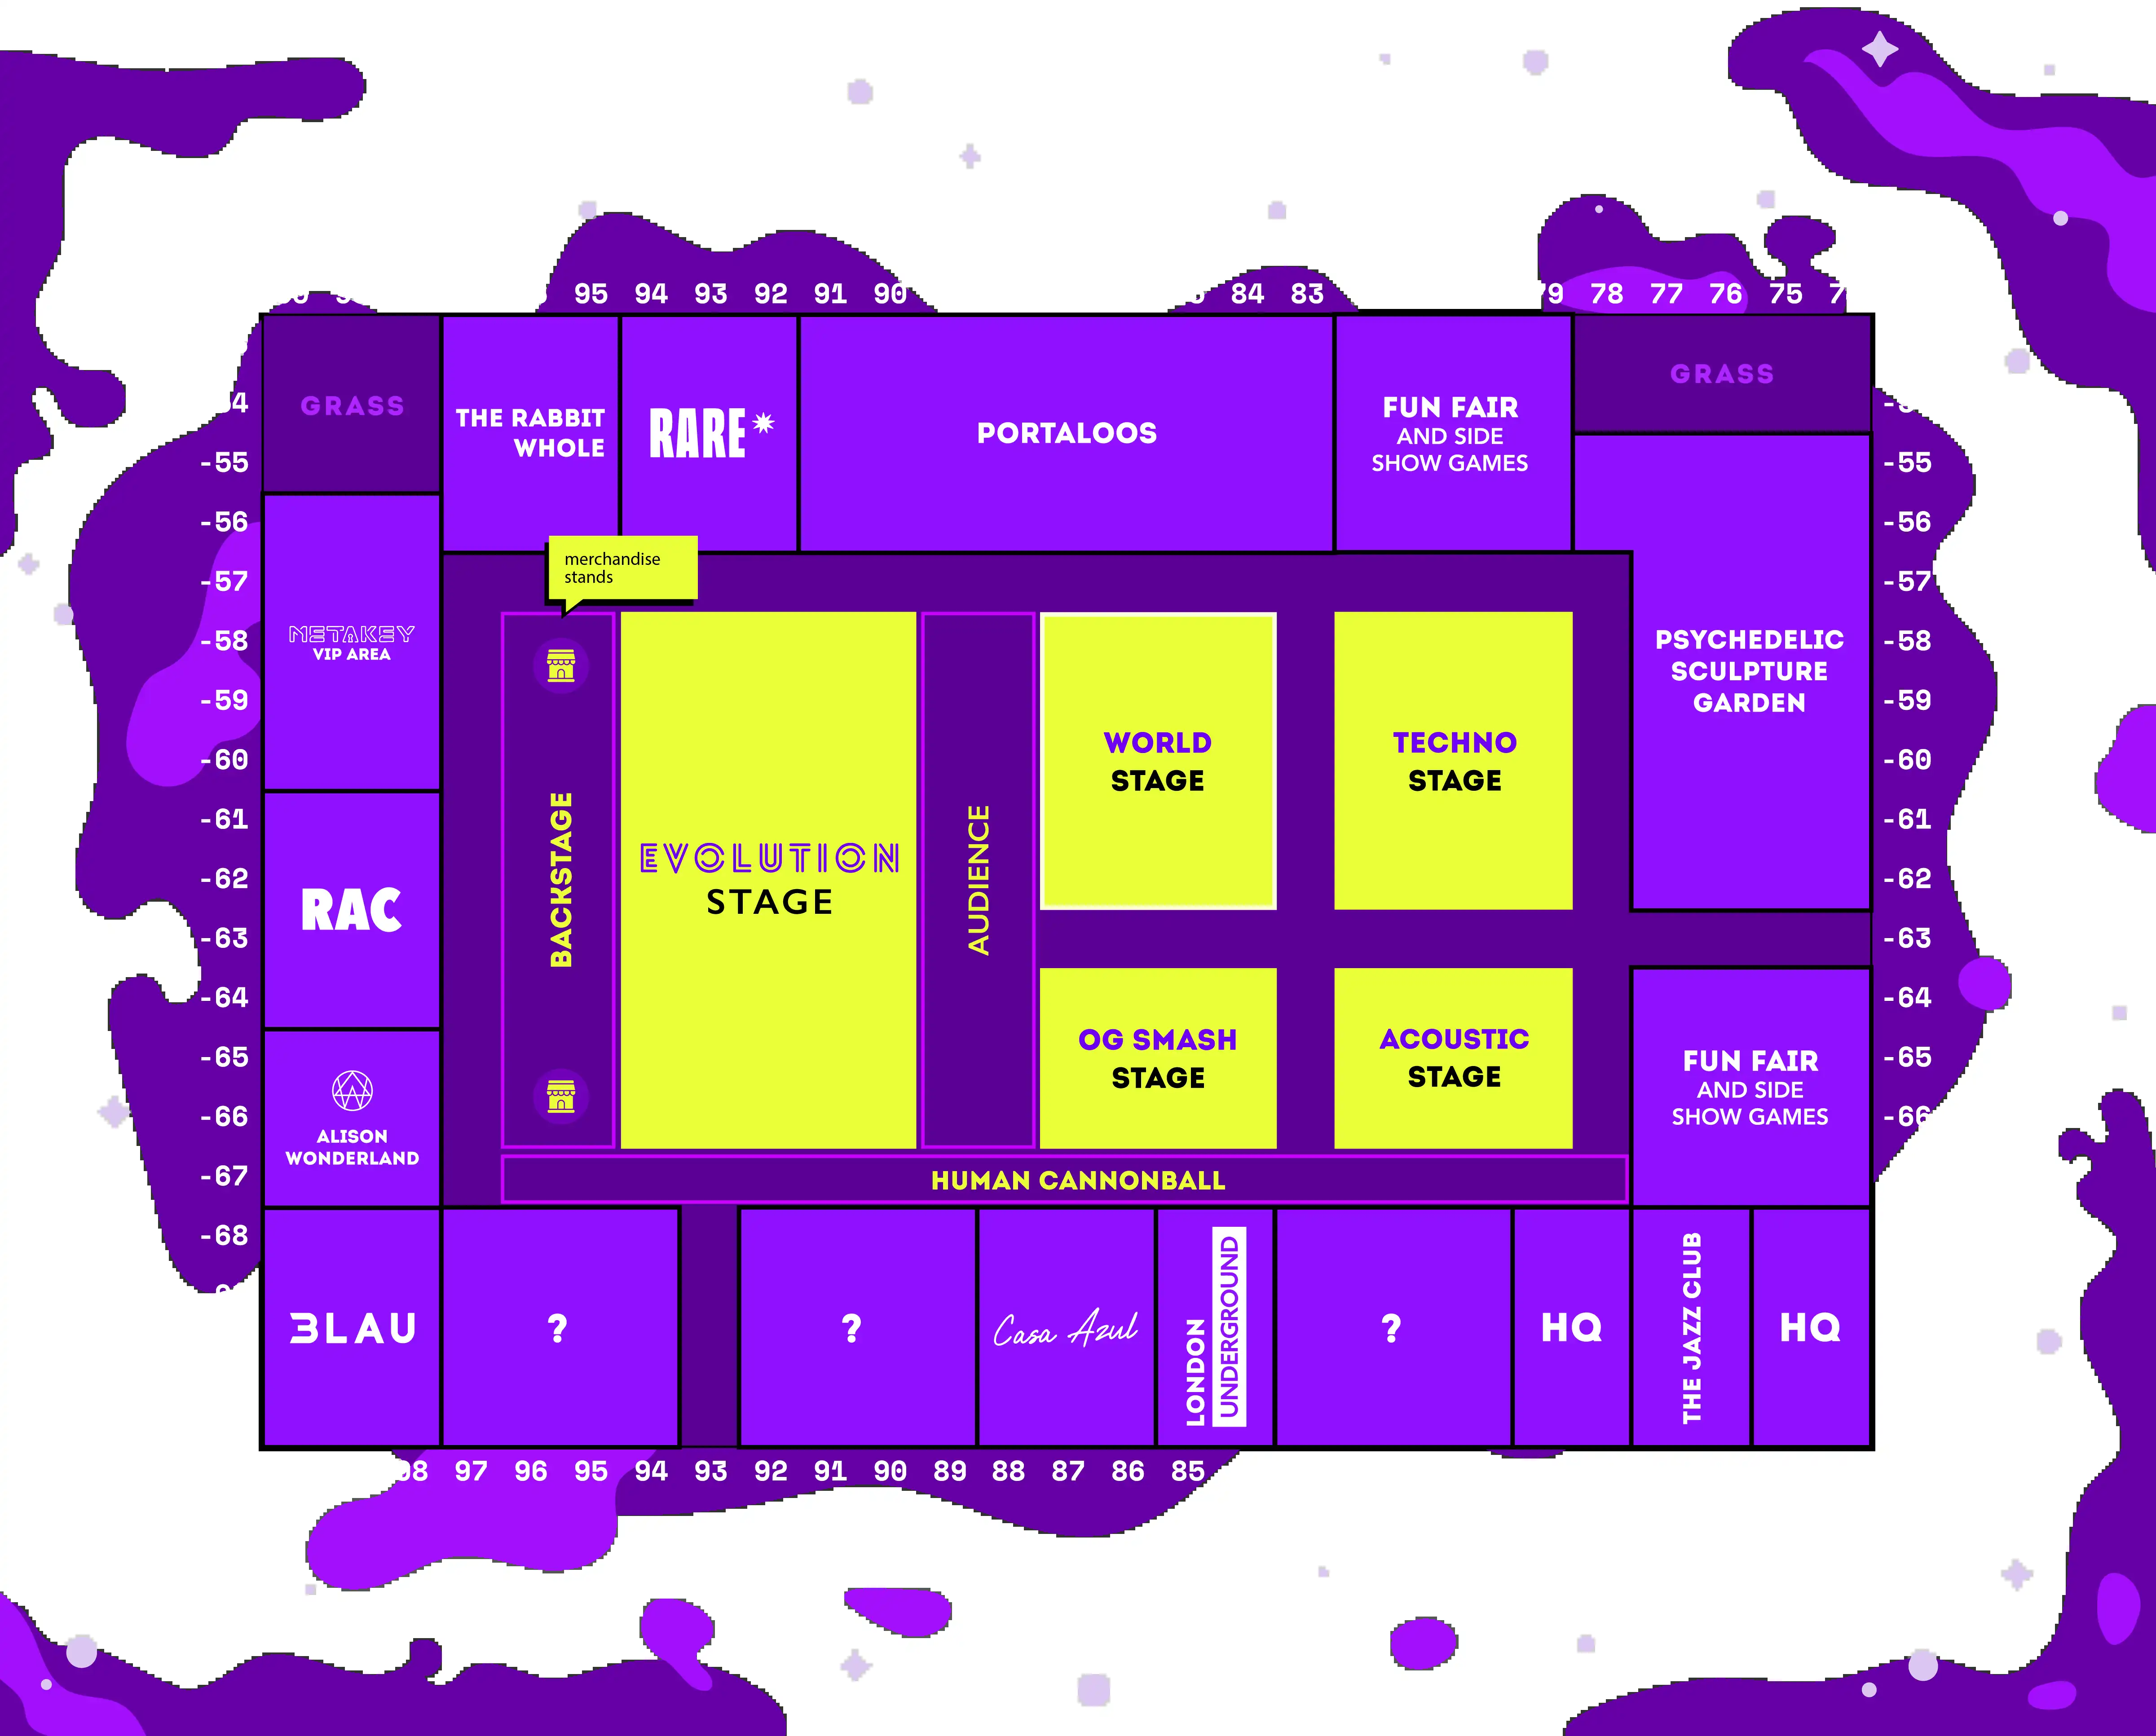 95 94 93 92 91 90 84 83 78 77 76 75
GRASS
THE RABBIT
WHOLE
RARE
PORTALOOS
FUN FAIR
AND SIDE
SHOW GAMES
GRASS
-55
-56
-57
-58
-59
-60
-61
-62
-63
-64
-65
-66
-67
-68
-55
-56
-57
-58
-59
-60
-61
-62
-63
-64
-65
-66
merchandise
stands
METAKEY
VIP AREA
RAC
ALISON
WONDERLAND
BACKSTAGE
EVOLUTION
STAGE
AUDIENCE
WORLD
STAGE
TECHNO
STAGE
PSYCHEDELIC
SCULPTURE
GARDEN
OG SMASH
STAGE
ACOUSTIC
STAGE
FUN FAIR
AND SIDE
SHOW GAMES
HUMAN CANNONBALL
3LAU
?
?
Casa Azul
LONDON
UNDERGROUND
?
HQ
THE JAZZ CLUB
HQ
98 97 96 95 94 93 92 91 90 89 88 87 86 85